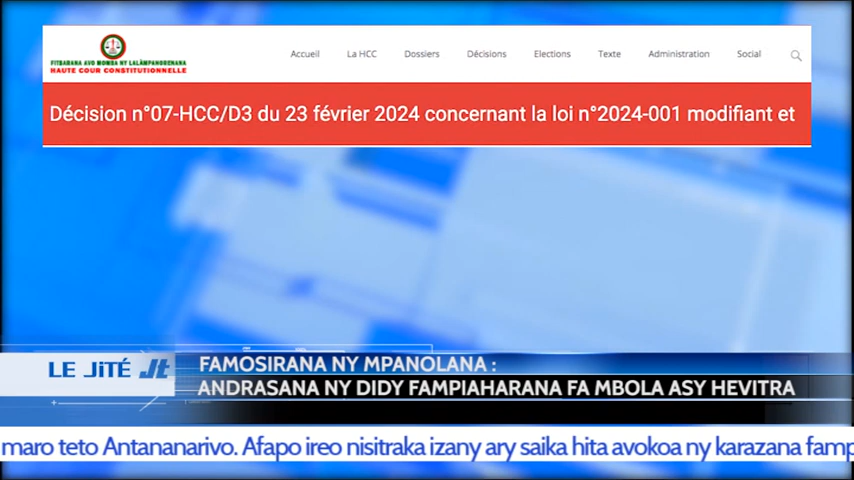 FITSARANA AVO MOMBA NY LALÀMPANORENANA
HAUTE COUR CONSTITUTIONNELLE
Accueil La HCC Dossiers Décisions Elections Texte Administration Social
Décision n°07-HCC/D3 du 23 février 2024 concernant la loi n°2024-001 modifiant et
LE JiTÉ Jt
FAMOSIRANA NY MPANOLANA :
ANDRASANA NY DIDY FAMPIAHARANA FA MBOLA ASY HEVITRA
maro teto Antananarivo. Afapo ireo nisitraka izany ary saika hita avokoa ny karazana famp